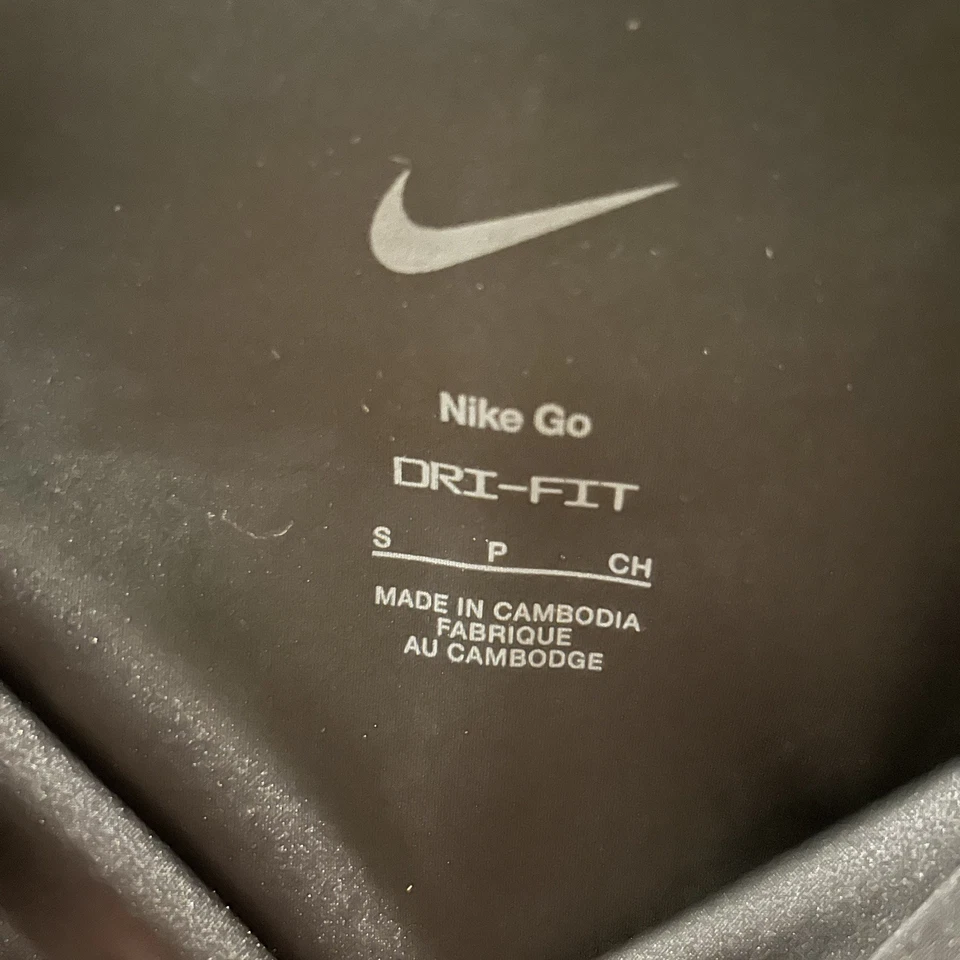 Nike Go
DRI-FIT
S P CH
MADE IN CAMBODIA
FABRIQUE
AU CAMBODGE